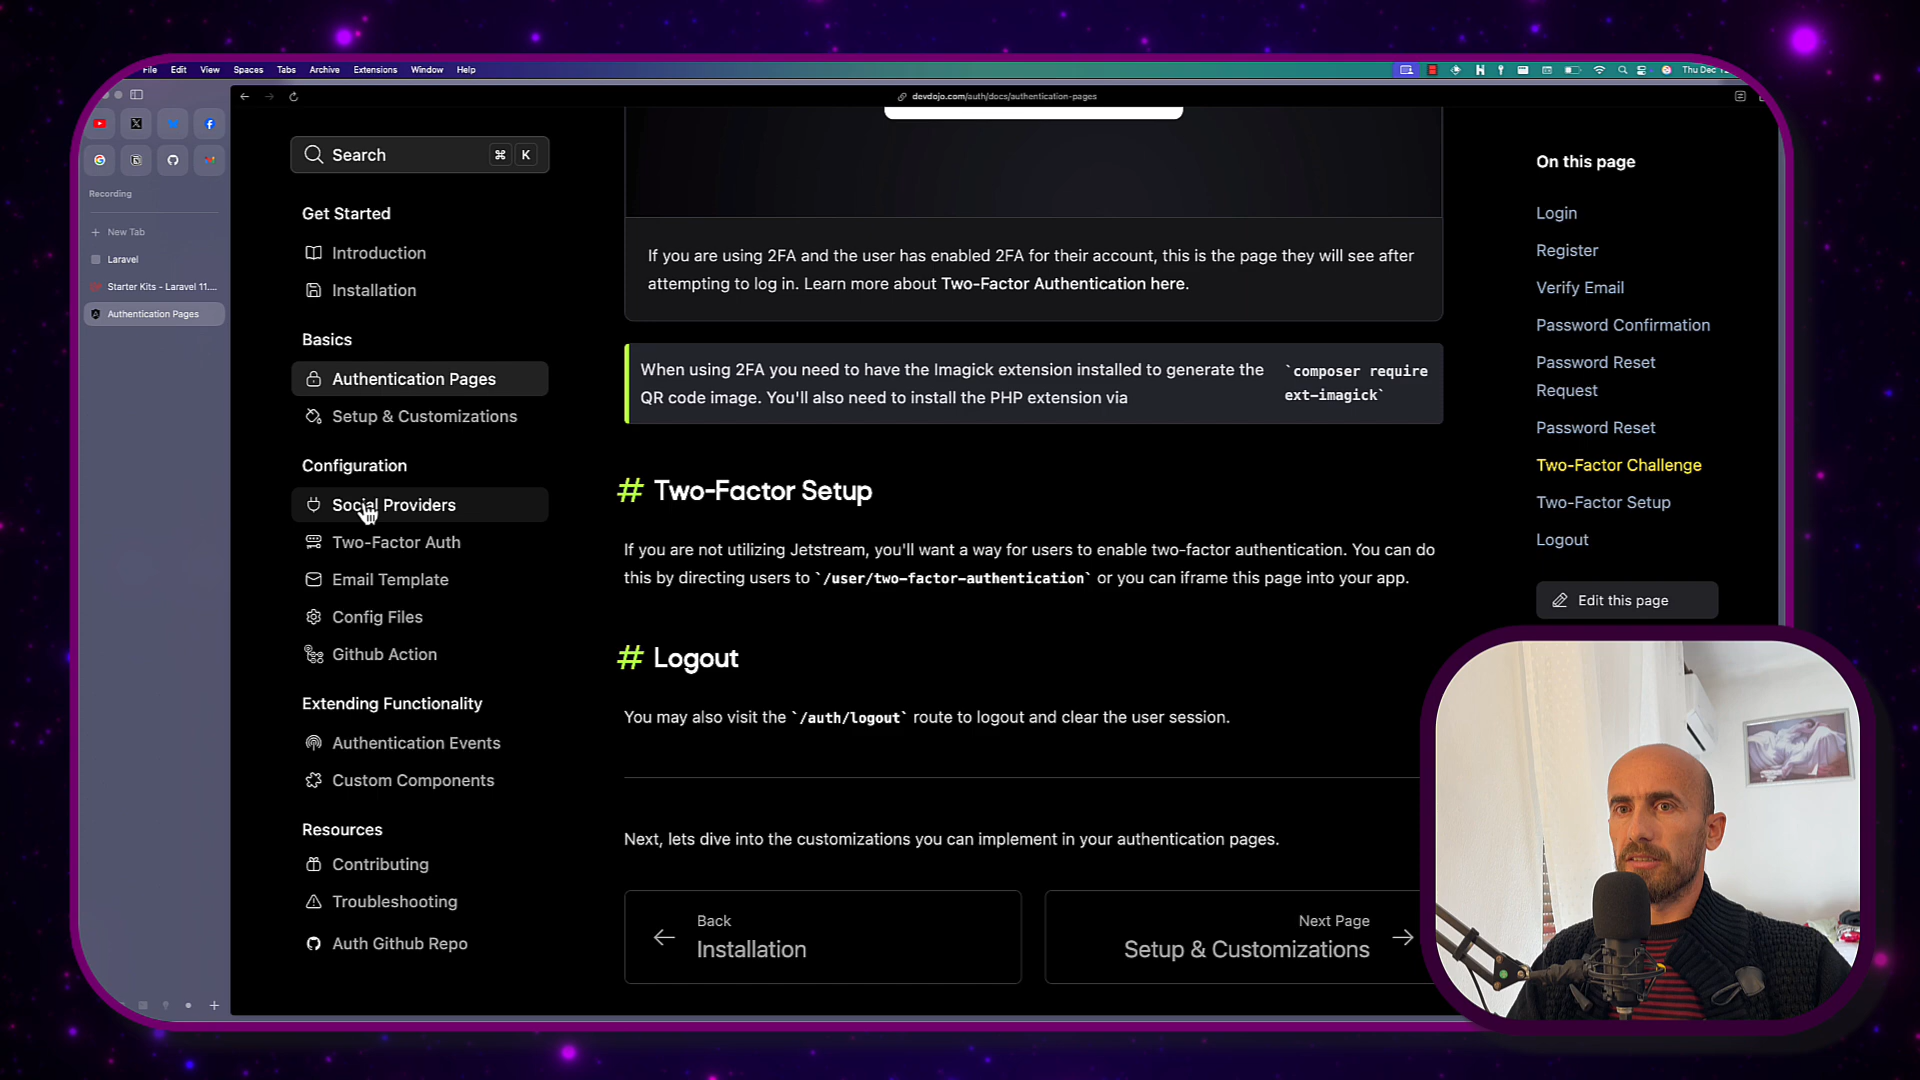 File Edit View Spaces Tabs Archive Extensions Window Help
Thu Dec
devdojo.com/auth/docs/authentication-pages
Recording
New Tab
Laravel
Starter Kits - Laravel 11....
Authentication Pages
Search ⌘ K
Get Started
Introduction
Installation
Basics
Authentication Pages
Setup & Customizations
Configuration
Social Providers
Two-Factor Auth
Email Template
Config Files
Github Action
Extending Functionality
Authentication Events
Custom Components
Resources
Contributing
Troubleshooting
Auth Github Repo
If you are using 2FA and the user has enabled 2FA for their account, this is the page they will see after
attempting to log in. Learn more about Two-Factor Authentication here.
When using 2FA you need to have the Imagick extension installed to generate the
QR code image. You'll also need to install the PHP extension via
`composer require
ext-imagick`
# Two-Factor Setup
If you are not utilizing Jetstream, you'll want a way for users to enable two-factor authentication. You can do
this by directing users to `/user/two-factor-authentication` or you can iframe this page into your app.
# Logout
You may also visit the `/auth/logout` route to logout and clear the user session.
Next, lets dive into the customizations you can implement in your authentication pages.
Back
Installation
Next Page
Setup & Customizations
On this page
Login
Register
Verify Email
Password Confirmation
Password Reset
Request
Password Reset
Two-Factor Challenge
Two-Factor Setup
Logout
Edit this page